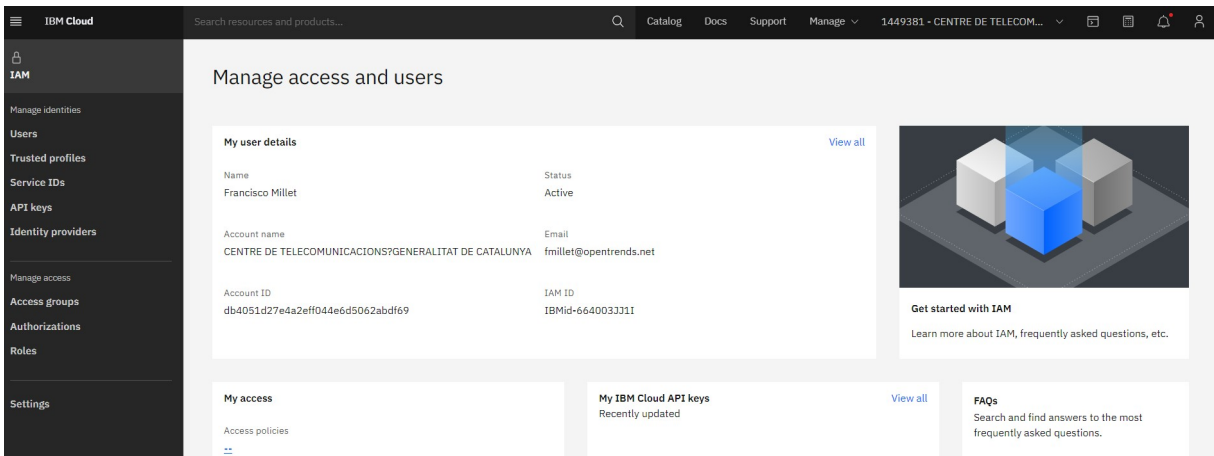 IBM Cloud
Search resources and products...
Catalog
Docs
Support
Manage
1449381 - CENTRE DE TELECOM...
IAM
Manage identities
Users
Trusted profiles
Service IDs
API keys
Identity providers
Manage access
Access groups
Authorizations
Roles
Settings
Manage access and users
My user details
View all
Name
Francisco Millet
Status
Active
Account name
CENTRE DE TELECOMUNICACIONS?GENERALITAT DE CATALUNYA
Email
fmillet@opentrends.net
Account ID
db4051d27e4a2eff044e6d5062abdf69
IAM ID
IBMid-664003JJ1I
Get started with IAM
Learn more about IAM, frequently asked questions, etc.
My access
Access policies
--
My IBM Cloud API keys
View all
Recently updated
FAQs
Search and find answers to the most
frequently asked questions.